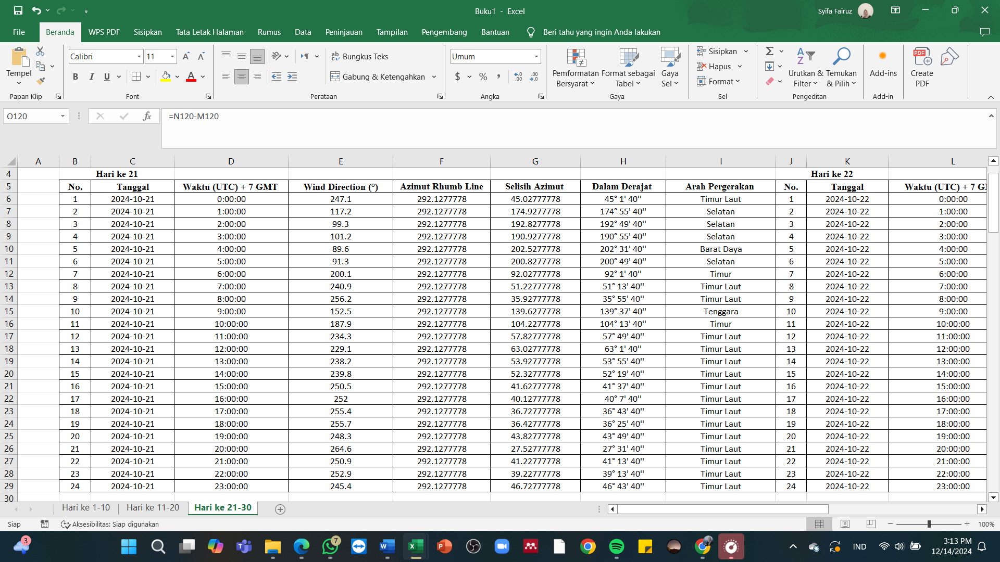 Buku1 - Excel
Syifa Fairuz
File Beranda WPS PDF Sisipkan Tata Letak Halaman Rumus Data Peninjauan Tampilan Pengembang Bantuan Beri tahu yang ingin Anda lakukan
Tempel
Calibri 11
B I U
Bungkus Teks
Gabung & Ketengahkan
Umum
$ % ,
Pemformatan Bersyarat
Format sebagai Tabel
Gaya Sel
Sisipkan
Hapus
Format
Urutkan & Filter
Temukan & Pilih
Add-ins
Create PDF
Papan Klip Font Perataan Angka Gaya Sel Pengeditan Add-in
O120 fx =N120-M120
A B C D E F G H I J K L
4 Hari ke 21 Hari ke 22
5 No. Tanggal Waktu (UTC) + 7 GMT Wind Direction (°) Azimut Rhumb Line Selisih Azimut Dalam Derajat Arah Pergerakan No. Tanggal Waktu (UTC) + 7
6 1 2024-10-21 0:00:00 247.1 292.1277778 45.02777778 45° 1' 40'' Timur Laut 1 2024-10-22 0:00:00
7 2 2024-10-21 1:00:00 117.2 292.1277778 174.9277778 174° 55' 40'' Selatan 2 2024-10-22 1:00:00
8 3 2024-10-21 2:00:00 99.3 292.1277778 192.8277778 192° 49' 40'' Selatan 3 2024-10-22 2:00:00
9 4 2024-10-21 3:00:00 101.2 292.1277778 190.9277778 190° 55' 40'' Selatan 4 2024-10-22 3:00:00
10 5 2024-10-21 4:00:00 89.6 292.1277778 202.5277778 202° 31' 40'' Barat Daya 5 2024-10-22 4:00:00
11 6 2024-10-21 5:00:00 91.3 292.1277778 200.8277778 200° 49' 40'' Selatan 6 2024-10-22 5:00:00
12 7 2024-10-21 6:00:00 200.1 292.1277778 92.02777778 92° 1' 40'' Timur 7 2024-10-22 6:00:00
13 8 2024-10-21 7:00:00 240.9 292.1277778 51.22777778 51° 13' 40'' Timur Laut 8 2024-10-22 7:00:00
14 9 2024-10-21 8:00:00 256.2 292.1277778 35.92777778 35° 55' 40'' Timur Laut 9 2024-10-22 8:00:00
15 10 2024-10-21 9:00:00 152.5 292.1277778 139.6277778 139° 37' 40'' Tenggara 10 2024-10-22 9:00:00
16 11 2024-10-21 10:00:00 187.9 292.1277778 104.2277778 104° 13' 40'' Timur 11 2024-10-22 10:00:00
17 12 2024-10-21 11:00:00 234.3 292.1277778 57.82777778 57° 49' 40'' Timur Laut 12 2024-10-22 11:00:00
18 13 2024-10-21 12:00:00 229.1 292.1277778 63.02777778 63° 1' 40'' Timur Laut 13 2024-10-22 12:00:00
19 14 2024-10-21 13:00:00 238.2 292.1277778 53.92777778 53° 55' 40'' Timur Laut 14 2024-10-22 13:00:00
20 15 2024-10-21 14:00:00 239.8 292.1277778 52.32777778 52° 19' 40'' Timur Laut 15 2024-10-22 14:00:00
21 16 2024-10-21 15:00:00 250.5 292.1277778 41.62777778 41° 37' 40'' Timur Laut 16 2024-10-22 15:00:00
22 17 2024-10-21 16:00:00 252 292.1277778 40.12777778 40° 7' 40'' Timur Laut 17 2024-10-22 16:00:00
23 18 2024-10-21 17:00:00 255.4 292.1277778 36.72777778 36° 43' 40'' Timur Laut 18 2024-10-22 17:00:00
24 19 2024-10-21 18:00:00 255.7 292.1277778 36.42777778 36° 25' 40'' Timur Laut 19 2024-10-22 18:00:00
25 20 2024-10-21 19:00:00 248.3 292.1277778 43.82777778 43° 49' 40'' Timur Laut 20 2024-10-22 19:00:00
26 21 2024-10-21 20:00:00 264.6 292.1277778 27.52777778 27° 31' 40'' Timur Laut 21 2024-10-22 20:00:00
27 22 2024-10-21 21:00:00 250.9 292.1277778 41.22777778 41° 13' 40'' Timur Laut 22 2024-10-22 21:00:00
28 23 2024-10-21 22:00:00 252.9 292.1277778 39.22777778 39° 13' 40'' Timur Laut 23 2024-10-22 22:00:00
29 24 2024-10-21 23:00:00 245.4 292.1277778 46.72777778 46° 43' 40'' Timur Laut 24 2024-10-22 23:00:00
30
Hari ke 1-10 Hari ke 11-20 Hari ke 21-30
Siap Aksesibilitas: Siap digunakan 100%
3 7 IND 3:13 PM
12/14/2024